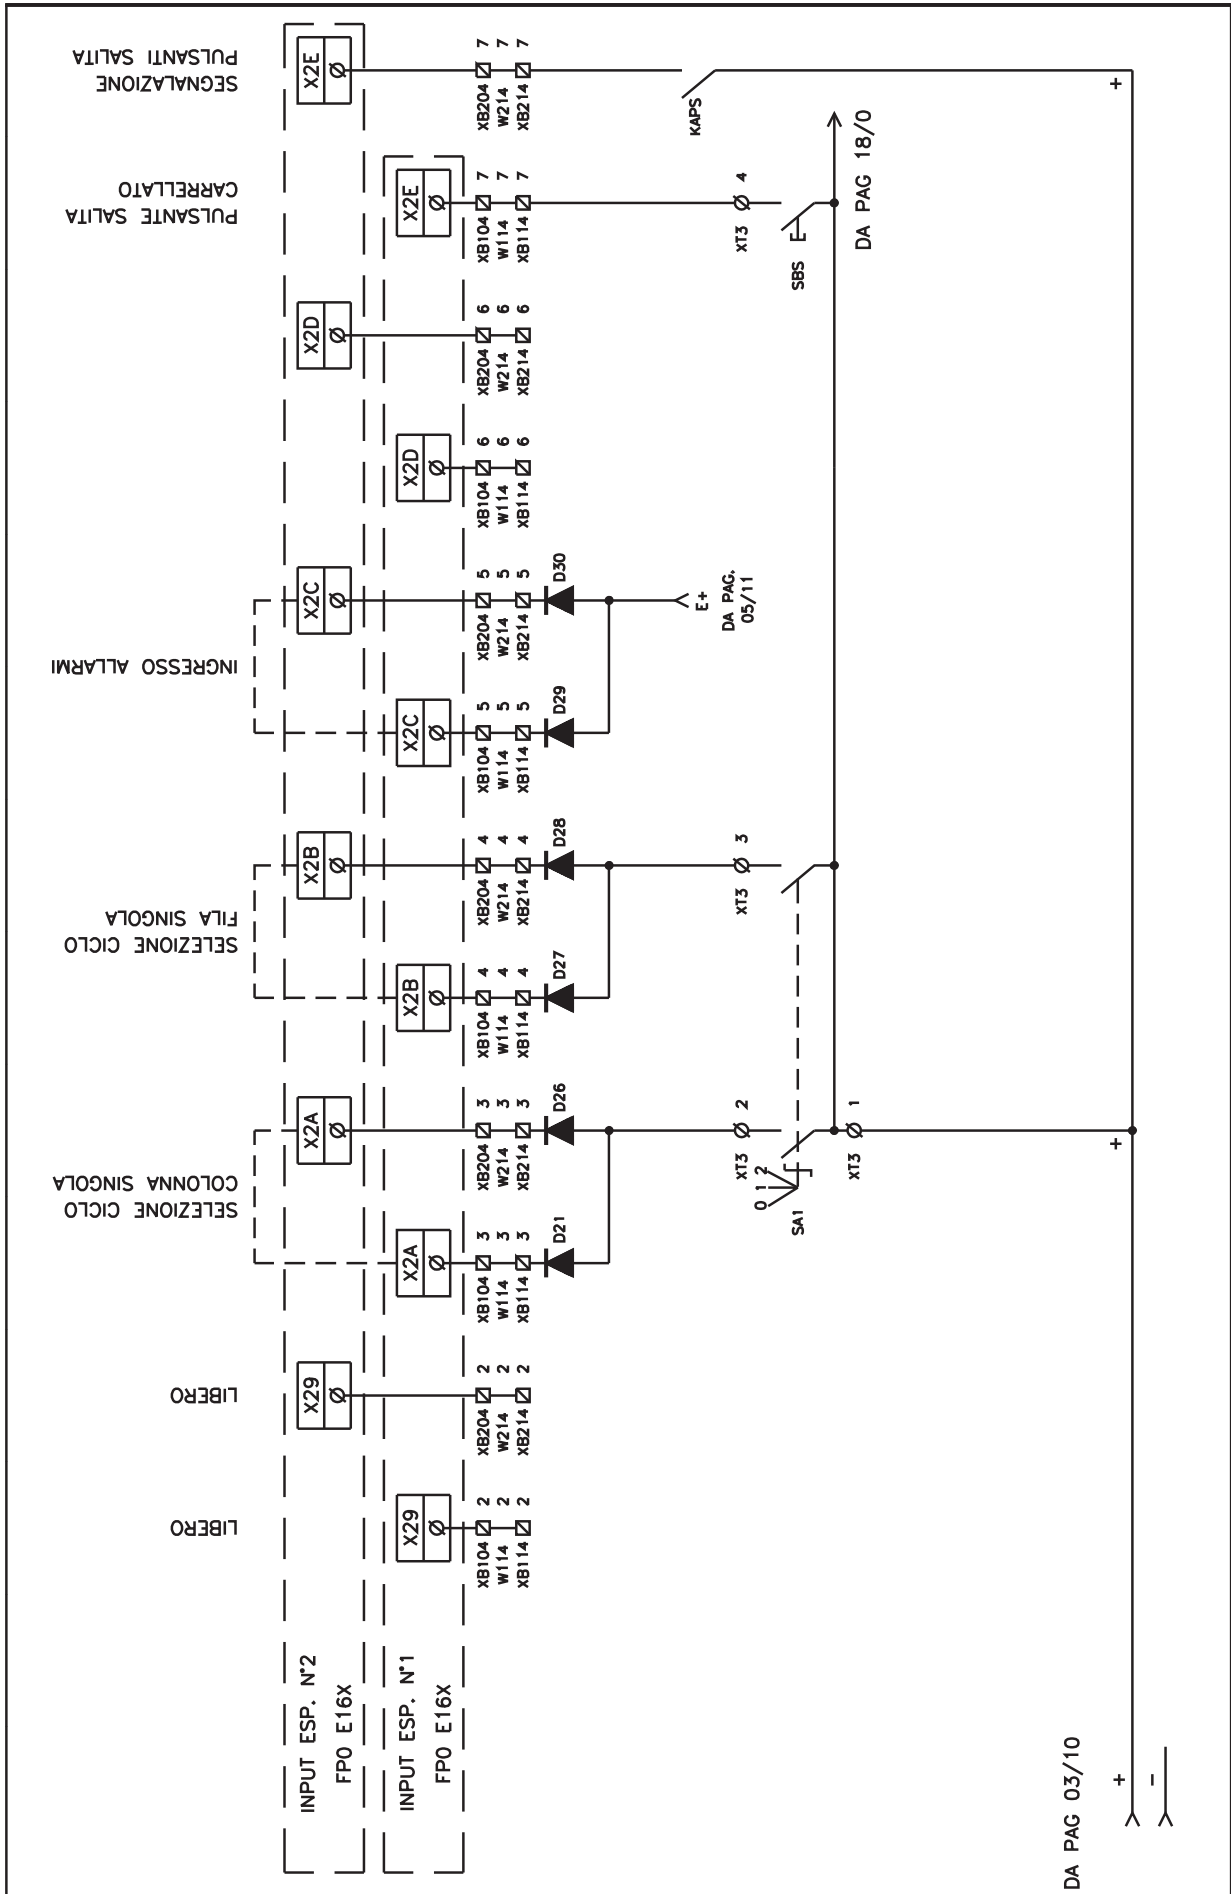 INPUT ESP. N°2
FPO E16X
INPUT ESP. N°1
FPO E16X
LIBERO
X29
XB104 2
W114 2
XB114 2
LIBERO
X29
XB204 2
W214 2
XB214 2
SELEZIONE CICLO
COLONNA SINGOLA
X2A
XB104 3
W114 3
XB114 3
D21
X2A
XB204 3
W214 3
XB214 3
D26
SELEZIONE CICLO
FILA SINGOLA
X2B
XB104 4
W114 4
XB114 4
D27
X2B
XB204 4
W214 4
XB214 4
D28
INGRESSO ALLARMI
X2C
XB104 5
W114 5
XB114 5
D29
X2C
XB204 5
W214 5
XB214 5
D30
E+
DA PAG.
05/11
X2D
XB104 6
W114 6
XB114 6
X2D
XB204 6
W214 6
XB214 6
PULSANTE SALITA
CARRELLATO
X2E
XB104 7
W114 7
XB114 7
XT3 4
SBS
DA PAG 18/0
SEGNALAZIONE
PULSANTI SALITA
X2E
XB204 7
W214 7
XB214 7
KAPS
+
XT3 2
0 1 2
SA1
XT3 1
XT3 3
+
DA PAG 03/10
+
-